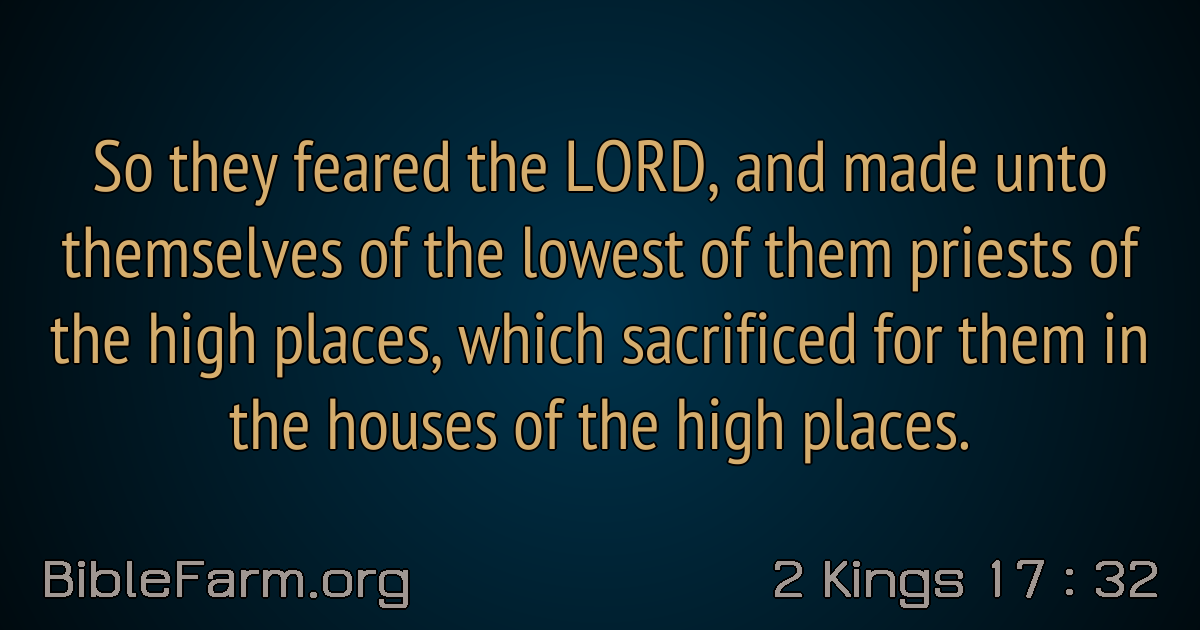 So they feared the LORD, and made unto
themselves of the lowest of them priests of
the high places, which sacrificed for them in
the houses of the high places.
BibleFarm.org
2 Kings 17 : 32